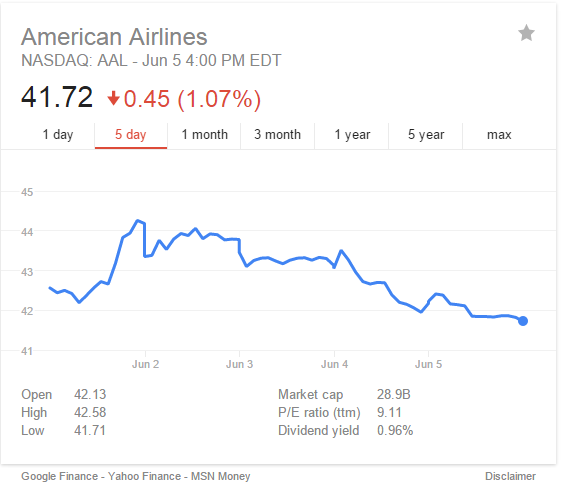 American Airlines
NASDAQ: AAL - Jun 5 4:00 PM EDT
41.72 0.45 (1.07%)
1 day 5 day 1 month 3 month 1 year 5 year max
45
44
43
42
41
Jun 2 Jun 3 Jun 4 Jun 5
Open 42.13 Market cap 28.9B
High 42.58 P/E ratio (ttm) 9.11
Low 41.71 Dividend yield 0.96%
Google Finance - Yahoo Finance - MSN Money Disclaimer